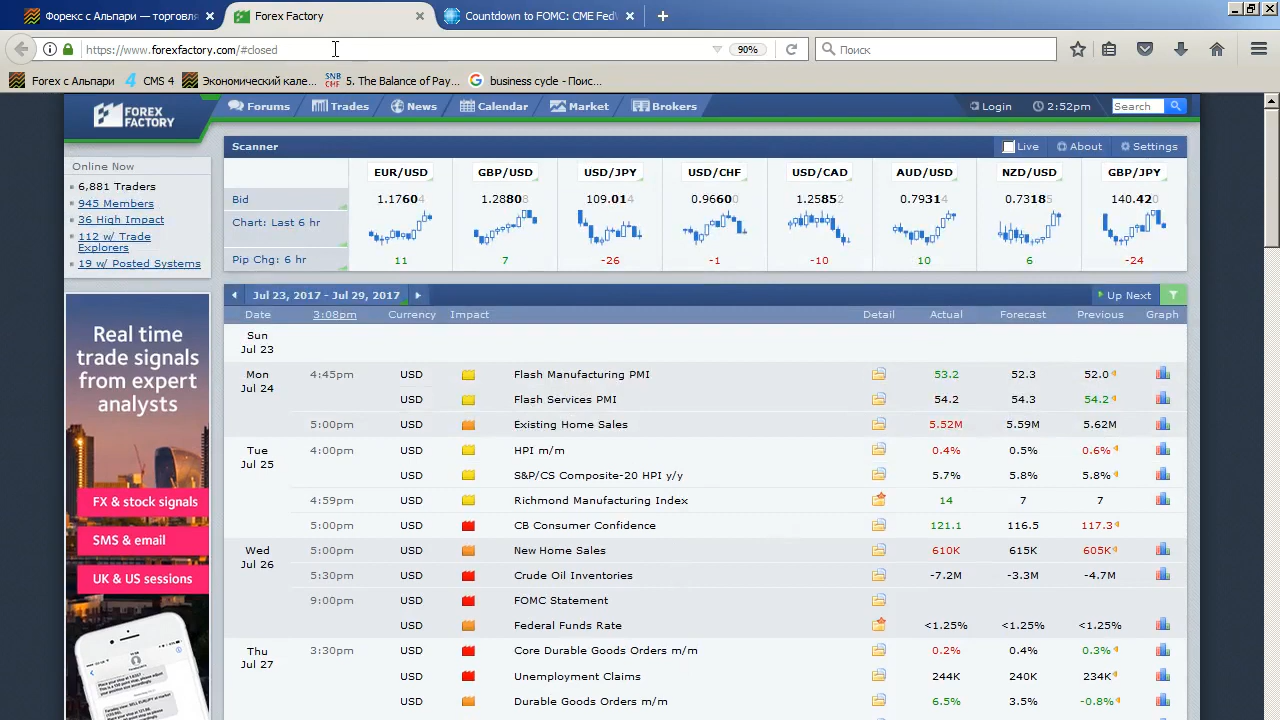 Форекс с Альпари — торговля
Forex Factory
Countdown to FOMC: CME FedW
https://www.forexfactory.com/#closed
90%
Поиск
Forex с Альпари
CMS 4
Экономический кале...
SNB CHF 5. The Balance of Pay...
business cycle - Поис...
FOREX FACTORY
Forums
Trades
News
Calendar
Market
Brokers
Login
2:52pm
Search
Online Now
6,881 Traders
945 Members
36 High Impact
112 w/ Trade
Explorers
19 w/ Posted Systems
Real time
trade signals
from expert
analysts
FX & stock signals
SMS & email
UK & US sessions
Scanner Live About Settings
EUR/USD GBP/USD USD/JPY USD/CHF USD/CAD AUD/USD NZD/USD GBP/JPY
Bid 1.17604 1.28808 109.014 0.96600 1.25852 0.79314 0.73185 140.420
Chart: Last 6 hr
Pip Chg: 6 hr 11 7 -26 -1 -10 10 6 -24
Jul 23, 2017 - Jul 29, 2017 Up Next
Date 3:08pm Currency Impact Detail Actual Forecast Previous Graph
Sun
Jul 23
Mon
Jul 24
4:45pm USD Flash Manufacturing PMI 53.2 52.3 52.0
USD Flash Services PMI 54.2 54.3 54.2
5:00pm USD Existing Home Sales 5.52M 5.59M 5.62M
Tue
Jul 25
4:00pm USD HPI m/m 0.4% 0.5% 0.6%
USD S&P/CS Composite-20 HPI y/y 5.7% 5.8% 5.8%
4:59pm USD Richmond Manufacturing Index 14 7 7
5:00pm USD CB Consumer Confidence 121.1 116.5 117.3
Wed
Jul 26
5:00pm USD New Home Sales 610K 615K 605K
5:30pm USD Crude Oil Inventories -7.2M -3.3M -4.7M
9:00pm USD FOMC Statement
USD Federal Funds Rate <1.25% <1.25% <1.25%
Thu
Jul 27
3:30pm USD Core Durable Goods Orders m/m 0.2% 0.4% 0.3%
USD Unemployment Claims 244K 240K 234K
USD Durable Goods Orders m/m 6.5% 3.5% -0.8%